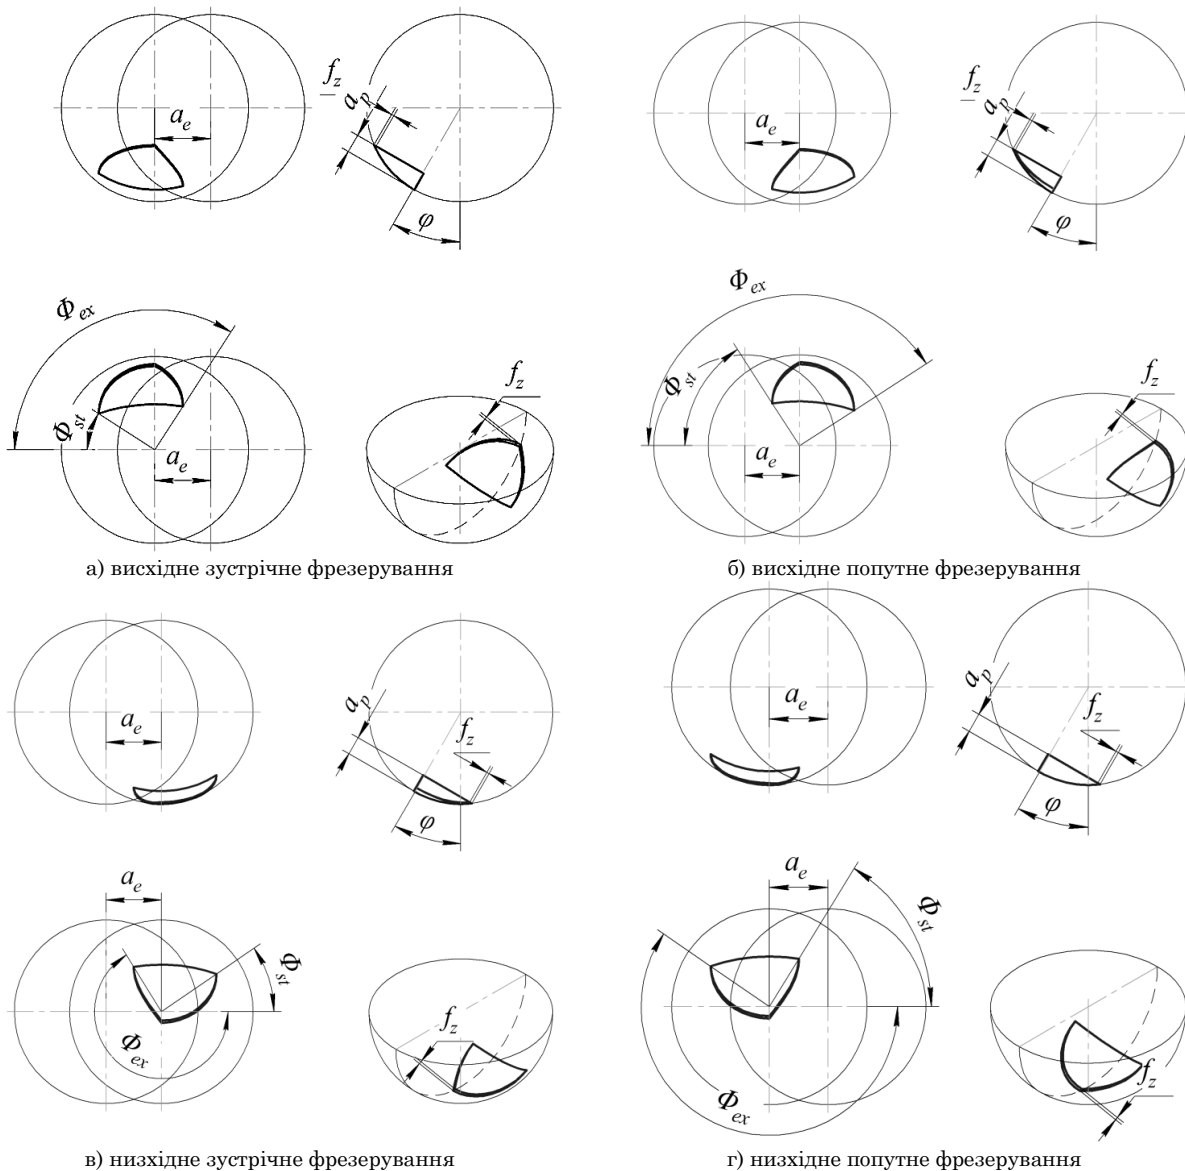 f_z
a_p
a_e
φ
f_z
a_p
a_e
φ
Φ_ex
Φ_st
a_e
f_z
Φ_ex
Φ_st
a_e
f_z
а) висхідне зустрічне фрезерування
б) висхідне попутне фрезерування
a_e
a_p
f_z
φ
a_p
f_z
φ
a_e
a_e
Φ_st
Φ_ex
f_z
a_e
Φ_st
Φ_ex
f_z
в) низхідне зустрічне фрезерування
г) низхідне попутне фрезерування